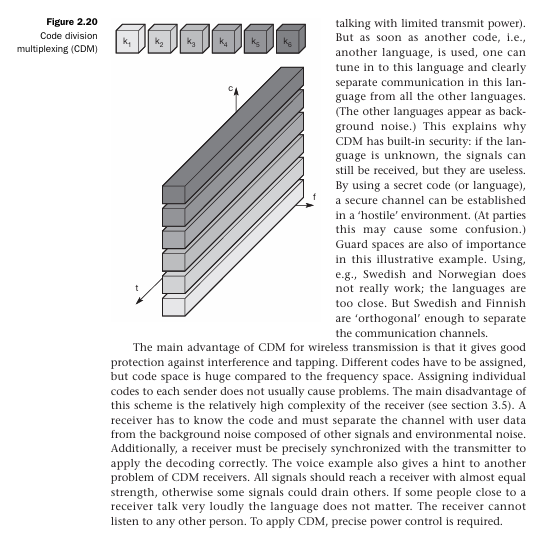 Figure 2.20
Code division
multiplexing (CDM)
k1 k2 k3 k4 k5 k6
c
f
t
talking with limited transmit power).
But as soon as another code, i.e.,
another language, is used, one can
tune in to this language and clearly
separate communication in this lan-
guage from all the other languages.
(The other languages appear as back-
ground noise.) This explains why
CDM has built-in security: if the lan-
guage is unknown, the signals can
still be received, but they are useless.
By using a secret code (or language),
a secure channel can be established
in a ‘hostile’ environment. (At parties
this may cause some confusion.)
Guard spaces are also of importance
in this illustrative example. Using,
e.g., Swedish and Norwegian does
not really work; the languages are
too close. But Swedish and Finnish
are ‘orthogonal’ enough to separate
the communication channels.
The main advantage of CDM for wireless transmission is that it gives good
protection against interference and tapping. Different codes have to be assigned,
but code space is huge compared to the frequency space. Assigning individual
codes to each sender does not usually cause problems. The main disadvantage of
this scheme is the relatively high complexity of the receiver (see section 3.5). A
receiver has to know the code and must separate the channel with user data
from the background noise composed of other signals and environmental noise.
Additionally, a receiver must be precisely synchronized with the transmitter to
apply the decoding correctly. The voice example also gives a hint to another
problem of CDM receivers. All signals should reach a receiver with almost equal
strength, otherwise some signals could drain others. If some people close to a
receiver talk very loudly the language does not matter. The receiver cannot
listen to any other person. To apply CDM, precise power control is required.